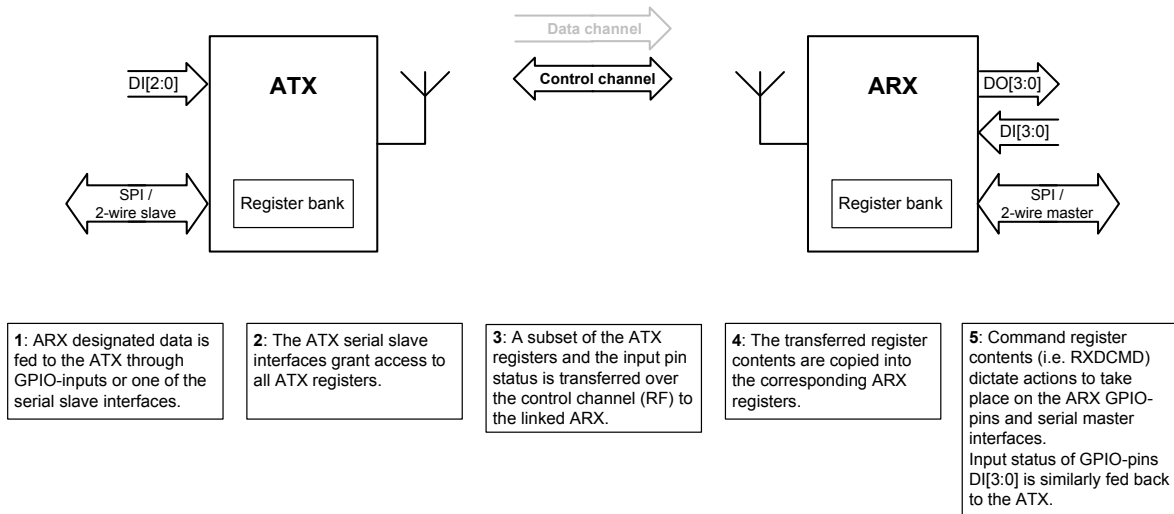 Data channel
Control channel
DI[2:0]
ATX
SPI /
2-wire slave
Register bank
ARX
DO[3:0]
DI[3:0]
Register bank
SPI /
2-wire master
1: ARX designated data is
fed to the ATX through
GPIO-inputs or one of the
serial slave interfaces.
2: The ATX serial slave
interfaces grant access to
all ATX registers.
3: A subset of the ATX
registers and the input pin
status is transferred over
the control channel (RF) to
the linked ARX.
4: The transferred register
contents are copied into
the corresponding ARX
registers.
5: Command register
contents (i.e. RXDCMD)
dictate actions to take
place on the ARX GPIO-
pins and serial master
interfaces.
Input status of GPIO-pins
DI[3:0] is similarly fed back
to the ATX.